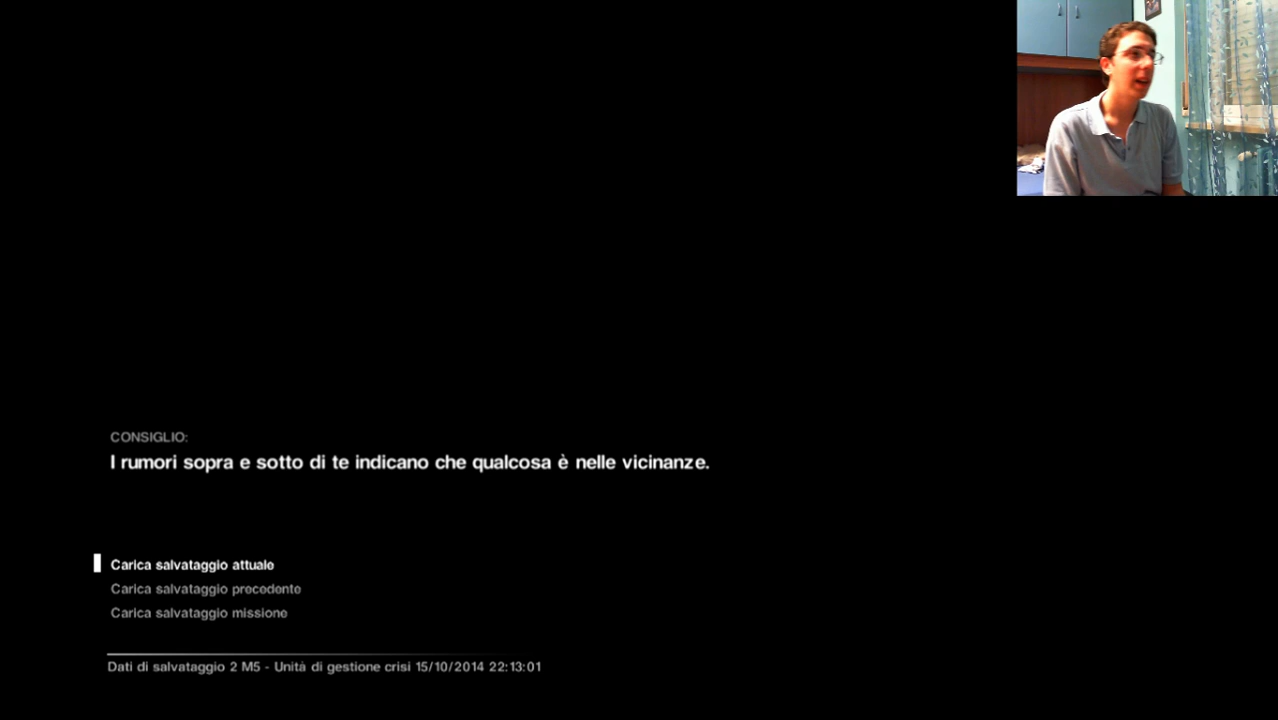 CONSIGLIO:
I rumori sopra e sotto di te indicano che qualcosa è nelle vicinanze.
Carica salvataggio attuale
Carica salvataggio precedente
Carica salvataggio missione
Dati di salvataggio 2 M5 - Unità di gestione crisi 15/10/2014 22:13:01